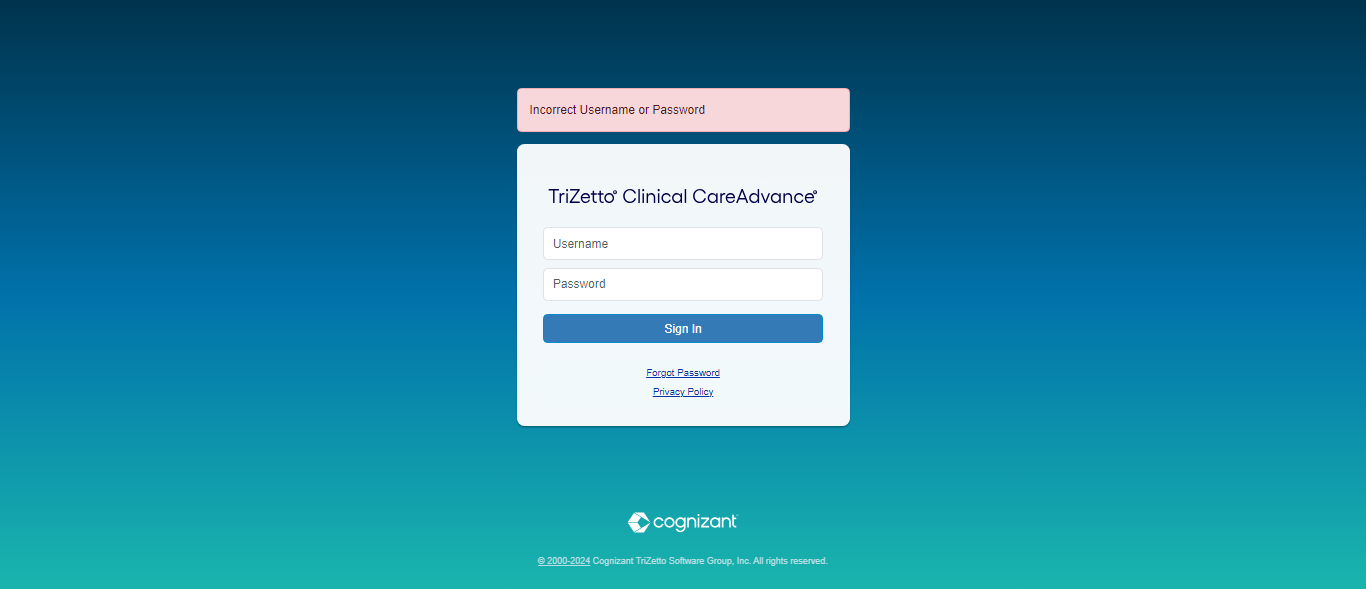 Incorrect Username or Password
TriZetto® Clinical CareAdvance®
Username
Password
Sign In
Forgot Password
Privacy Policy
cognizant
© 2000-2024 Cognizant TriZetto Software Group, Inc. All rights reserved.